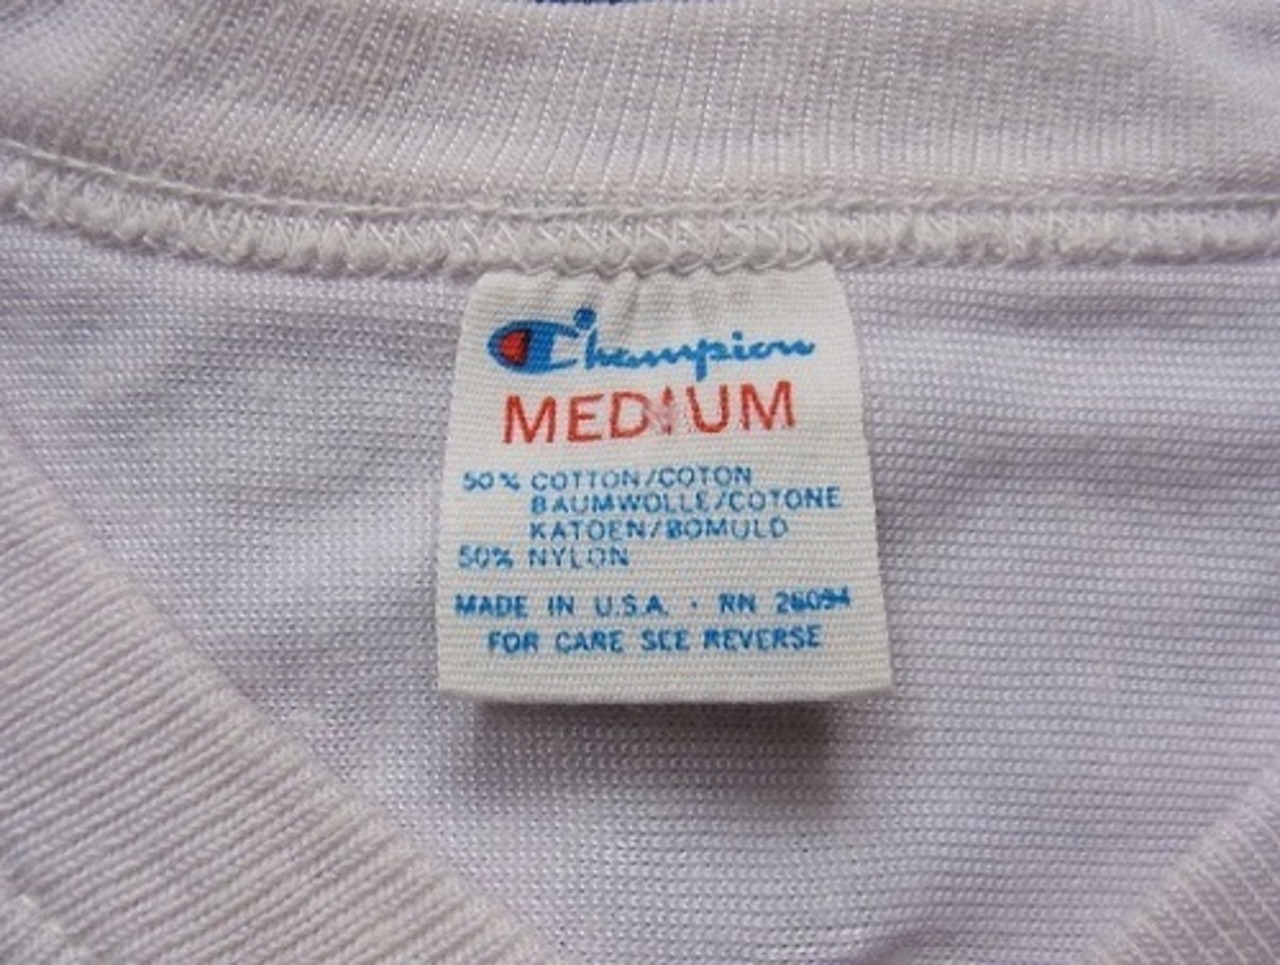 Champion
MEDIUM
50% COTTON/COTON
BAUMWOLLE/COTONE
KATOEN/BOMULD
50% NYLON
MADE IN U.S.A. · RN 26094
FOR CARE SEE REVERSE